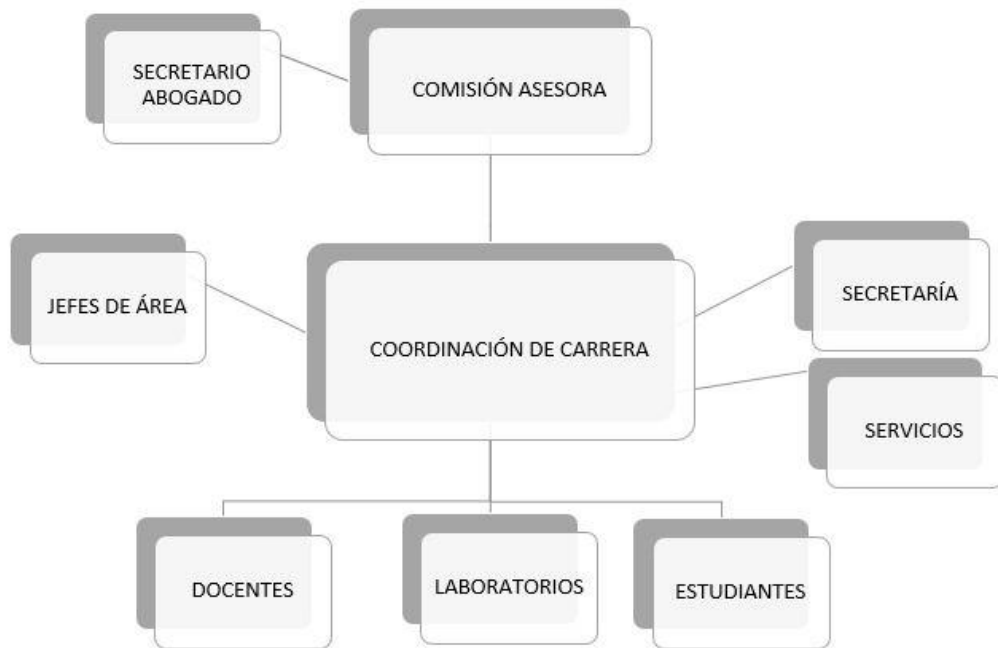 SECRETARIO
ABOGADO
COMISIÓN ASESORA
JEFES DE ÁREA
COORDINACIÓN DE CARRERA
SECRETARÍA
SERVICIOS
DOCENTES
LABORATORIOS
ESTUDIANTES